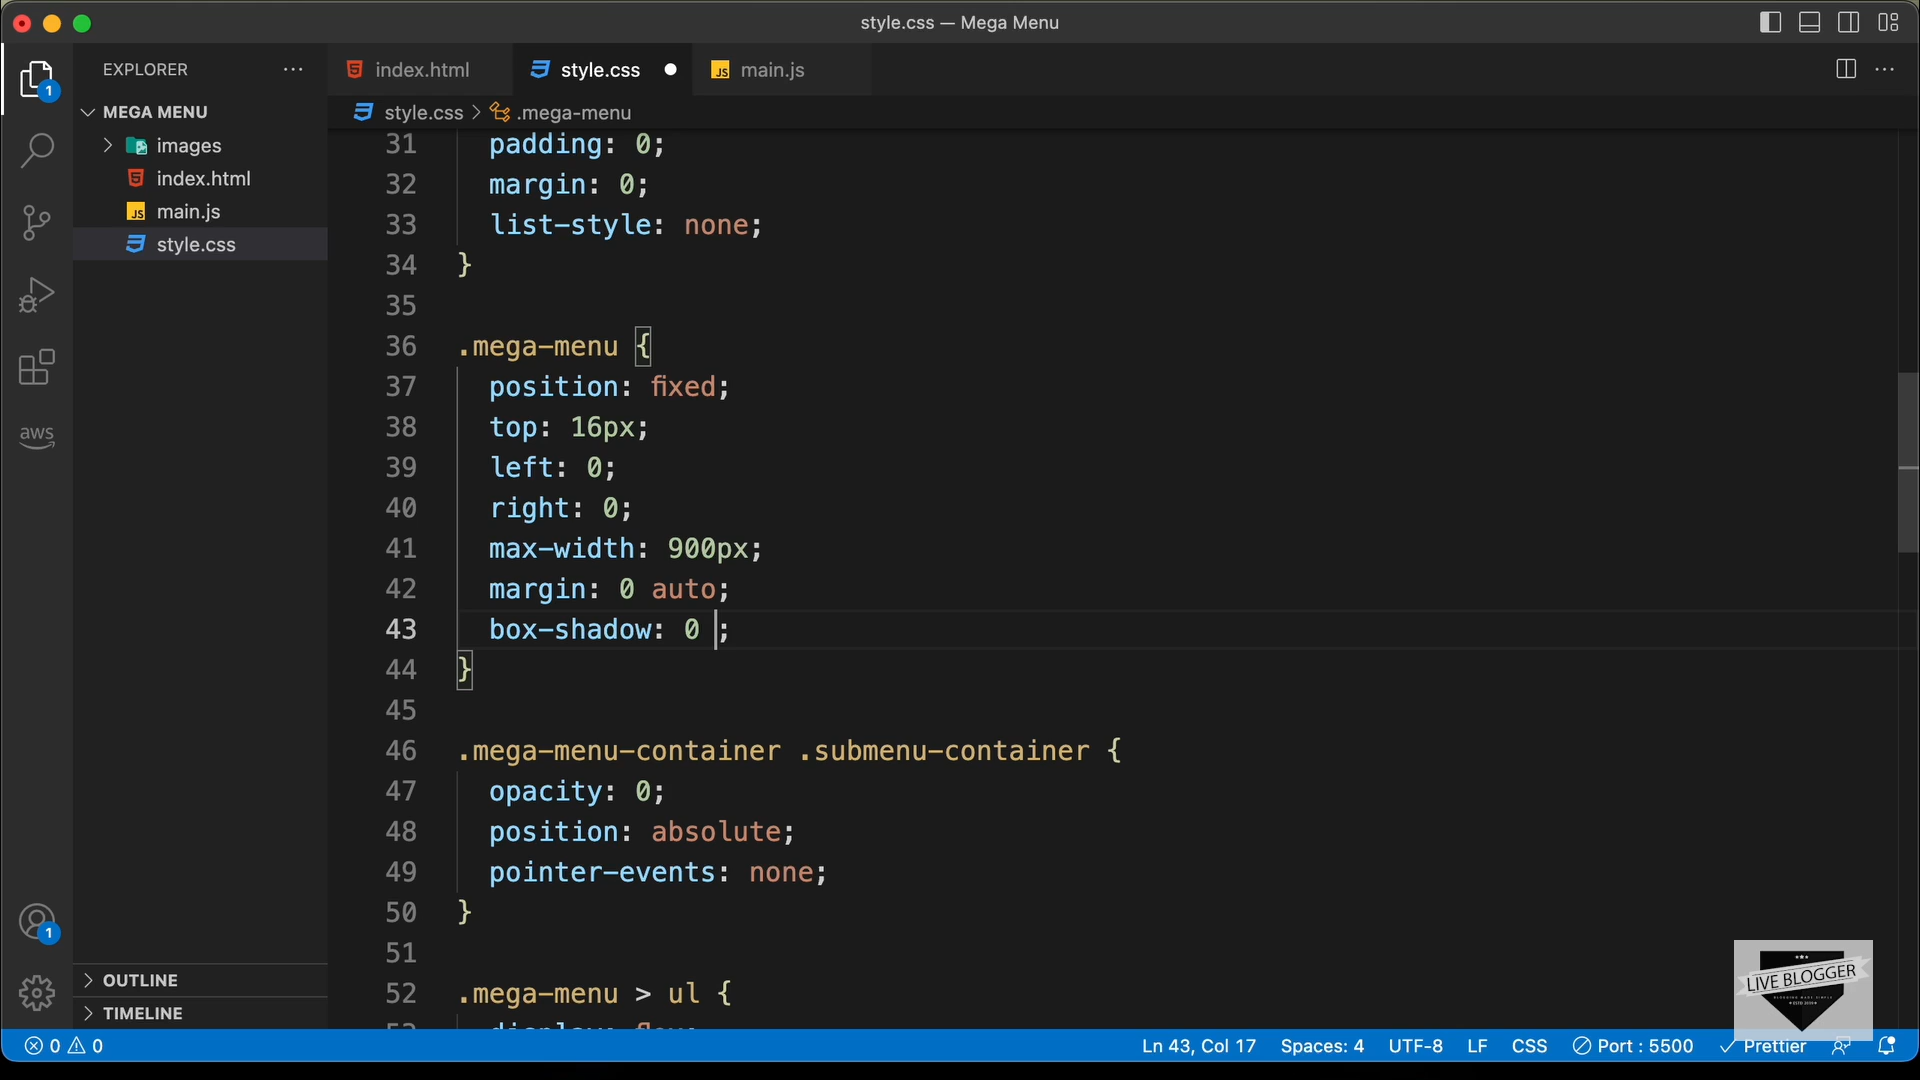 style.css — Mega Menu
EXPLORER
MEGA MENU
images
index.html
main.js
style.css
OUTLINE
TIMELINE
aws
1
1
index.html
style.css
main.js
style.css > .mega-menu
31 padding: 0;
32 margin: 0;
33 list-style: none;
34 }
35
36 .mega-menu {
37 position: fixed;
38 top: 16px;
39 left: 0;
40 right: 0;
41 max-width: 900px;
42 margin: 0 auto;
43 box-shadow: 0 ;
44 }
45
46 .mega-menu-container .submenu-container {
47 opacity: 0;
48 position: absolute;
49 pointer-events: none;
50 }
51
52 .mega-menu > ul {
LIVE BLOGGER
0 0
Ln 43, Col 17
Spaces: 4
UTF-8
LF
CSS
Port : 5500
Prettier